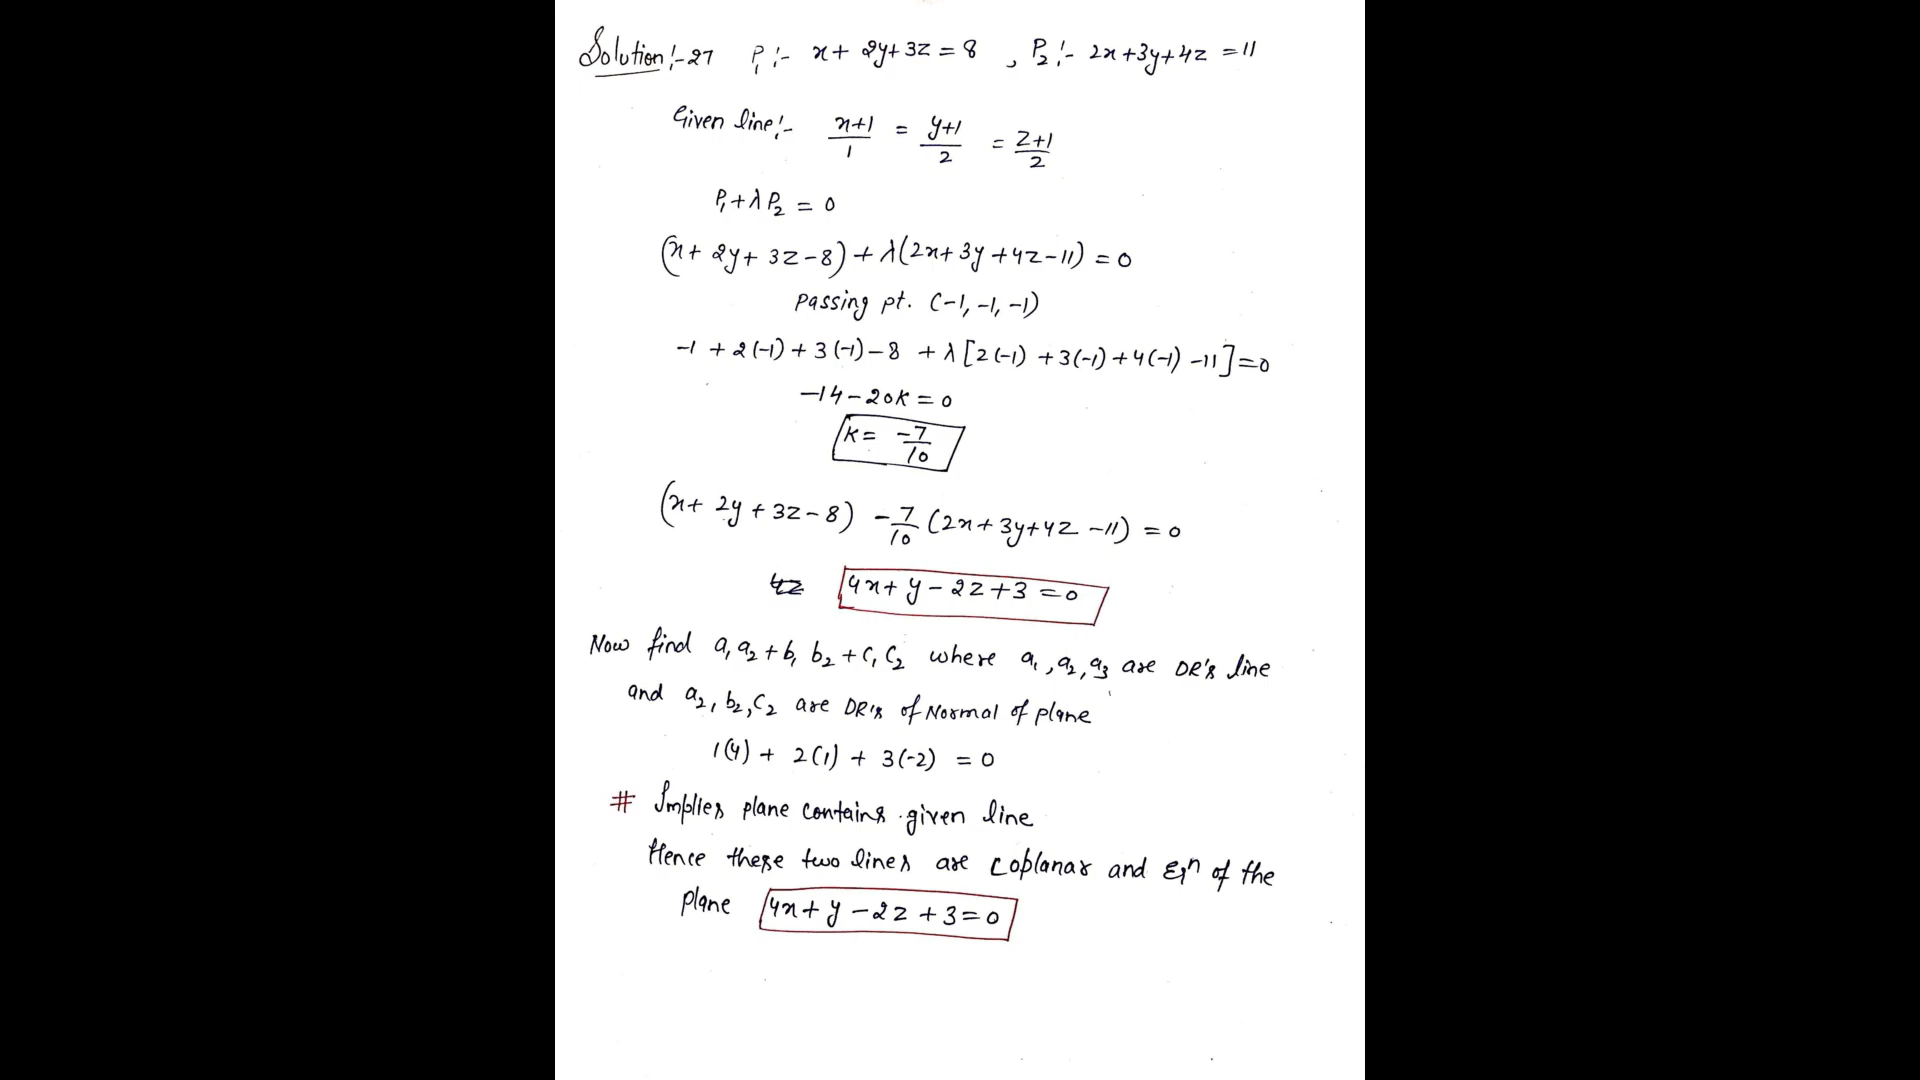 Solution:-27 P₁:- x + 2y + 3z = 8 , P₂:- 2x + 3y + 4z = 11
Given line:- (x+1)/1 = (y+1)/2 = (z+1)/2
P₁ + λP₂ = 0
(x + 2y + 3z - 8) + λ(2x + 3y + 4z - 11) = 0
Passing pt. (-1, -1, -1)
-1 + 2(-1) + 3(-1) - 8 + λ[2(-1) + 3(-1) + 4(-1) - 11] = 0
-14 - 20K = 0
K = -7/10
(x + 2y + 3z - 8) - 7/10 (2x + 3y + 4z - 11) = 0
4x + y - 2z + 3 = 0
Now find a₁a₂ + b₁b₂ + c₁c₂ where a₁, a₂, a₃ are DR's line
and a₂, b₂, c₂ are DR's of Normal of plane
1(4) + 2(1) + 3(-2) = 0
# Implies plane contains given line
Hence these two lines are coplanar and Eqⁿ of the
plane 4x + y - 2z + 3 = 0